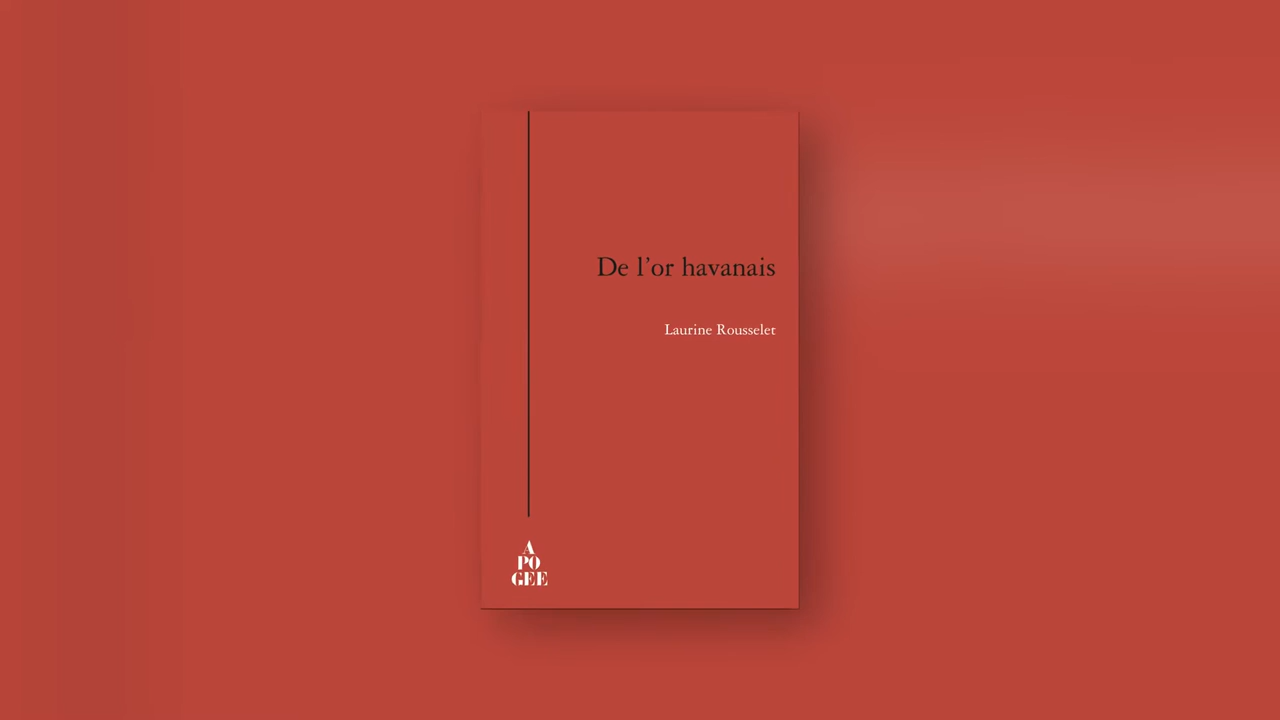 De l’or havanais
Laurine Rousselet
A
PO
GEE